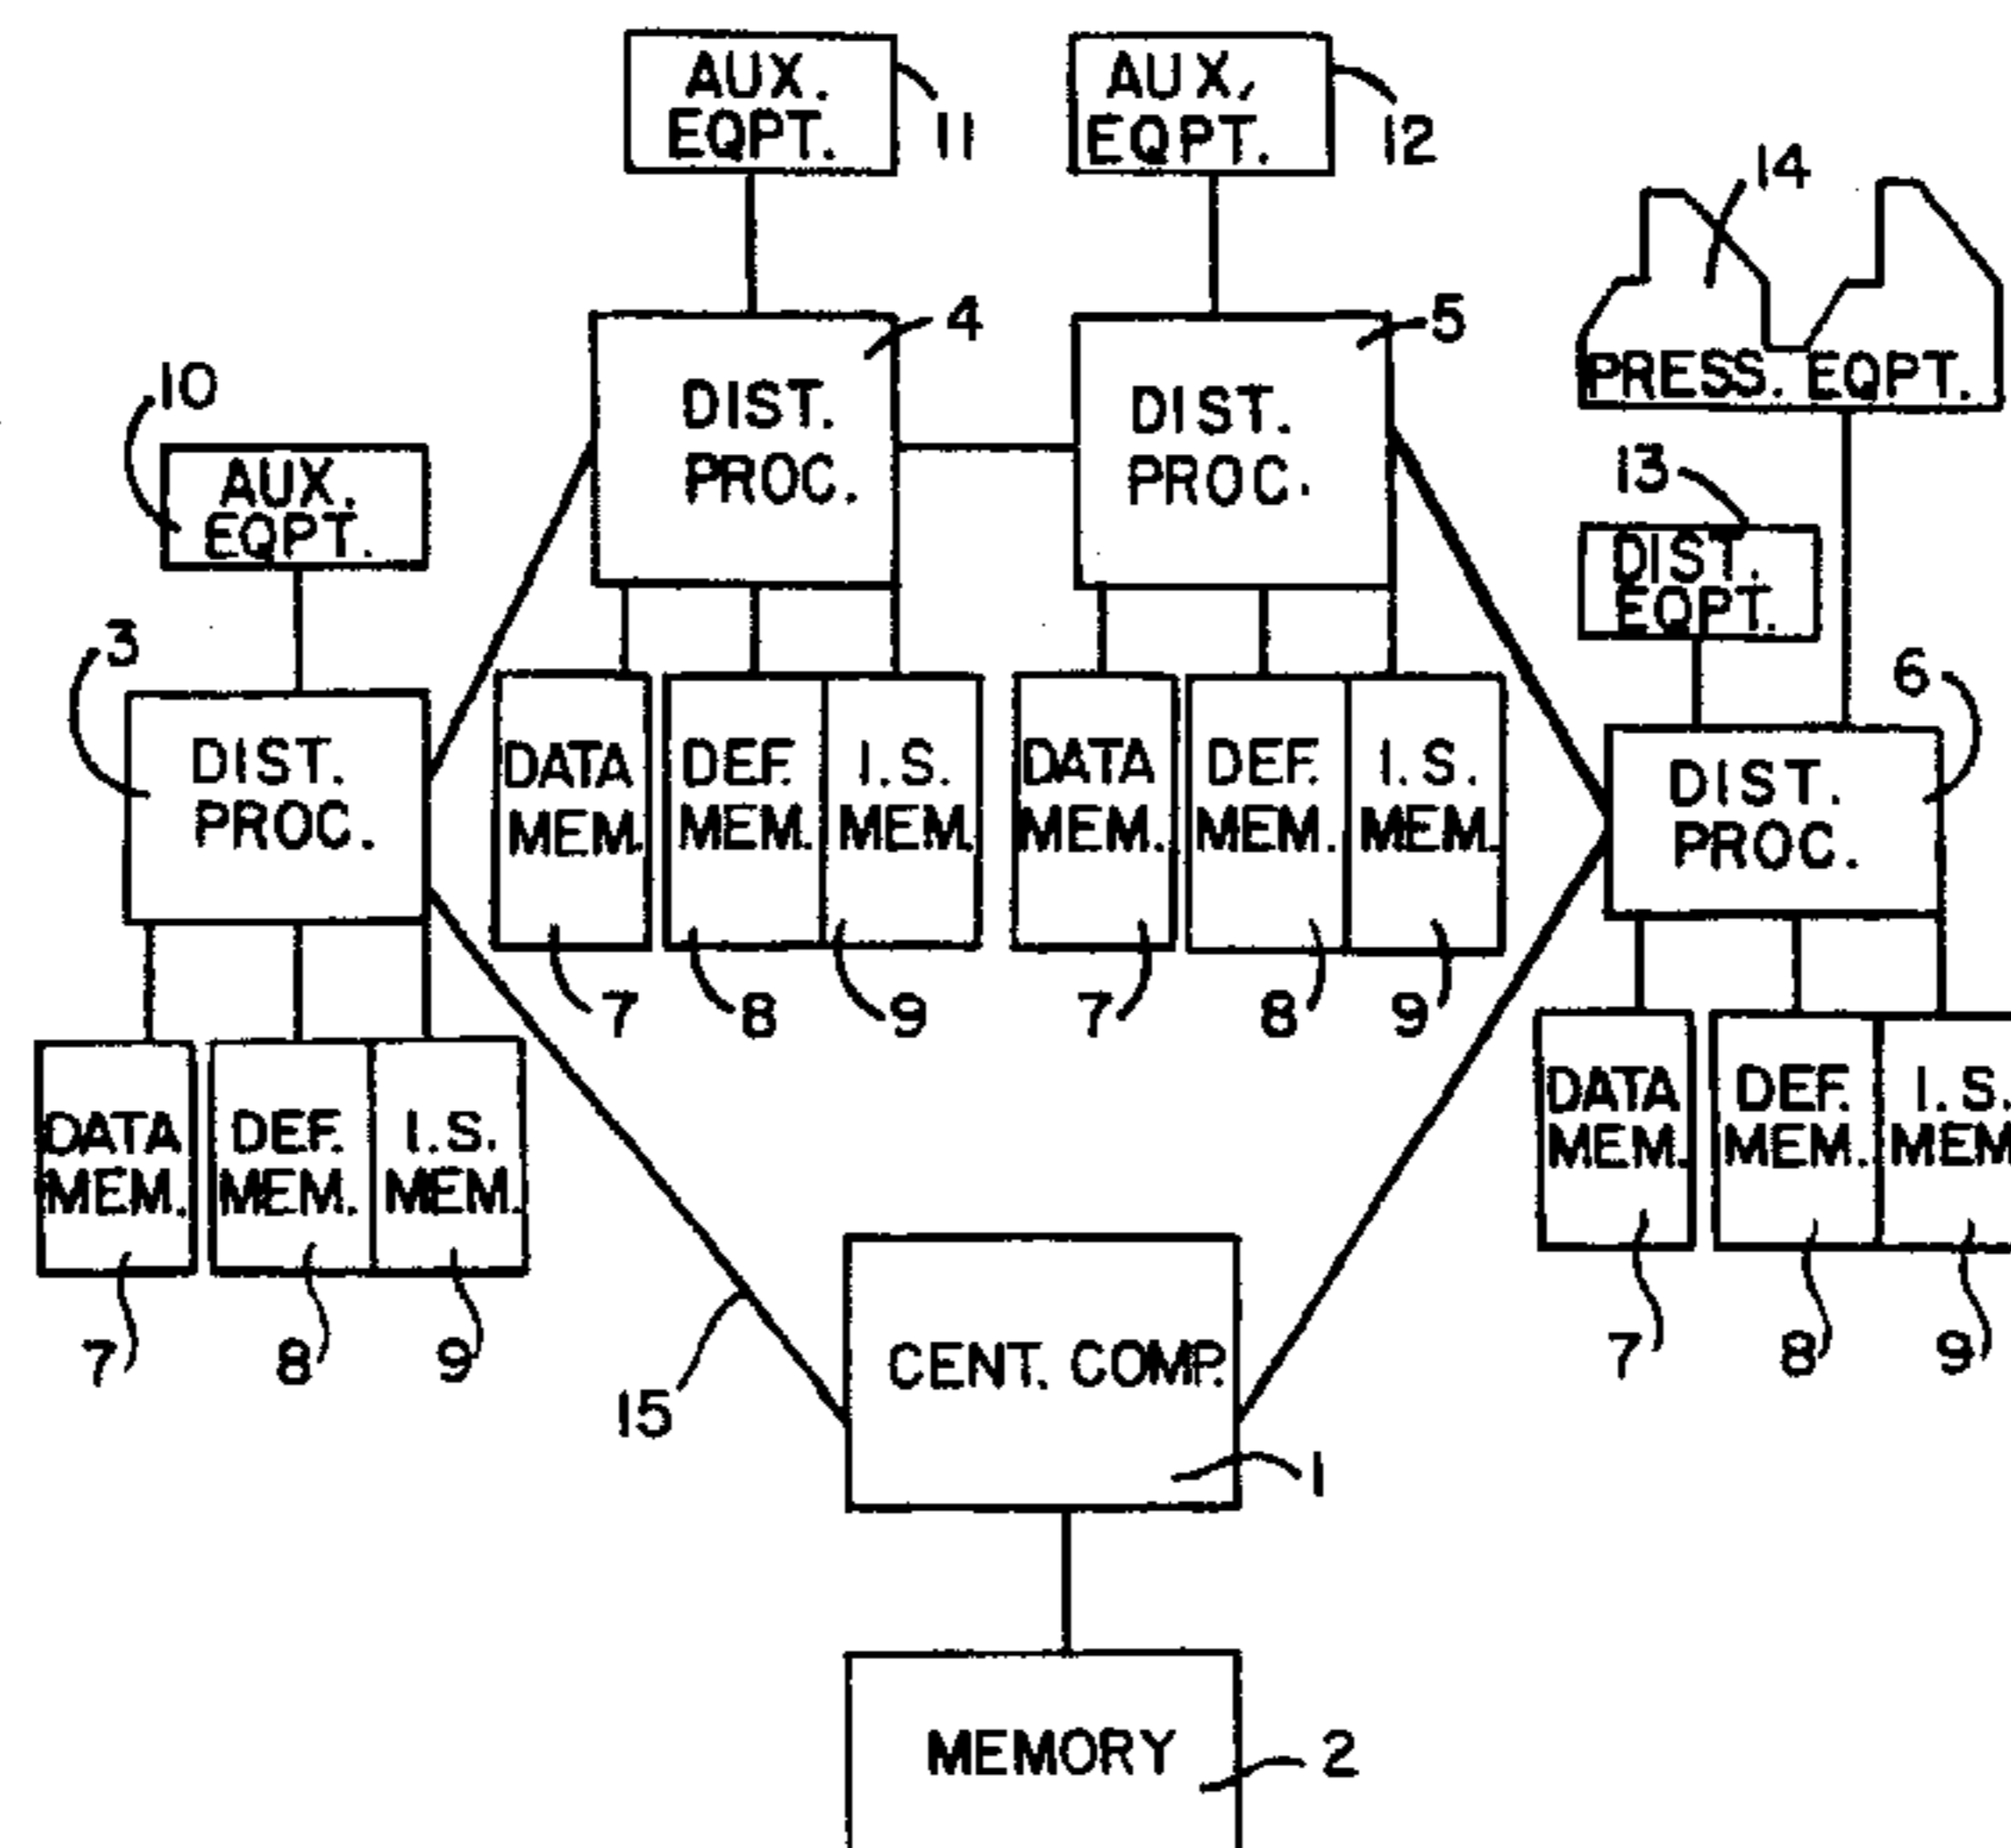 AUX.
EQPT.
11
AUX.
EQPT.
12
14
PRESS. EQPT.
10
AUX.
EQPT.
4
DIST.
PROC.
5
DIST.
PROC.
13
DIST.
EQPT.
3
DIST.
PROC.
6
DIST.
PROC.
DATA
MEM.
DEF.
MEM.
I.S.
MEM.
7
8
9
DATA
MEM.
DEF.
MEM.
I.S.
MEM.
7
8
9
DATA
MEM.
DEF.
MEM.
I.S.
MEM.
7
8
9
DATA
MEM.
DEF.
MEM.
I.S.
MEM
7
8
9
15
CENT. COMP.
1
MEMORY
2